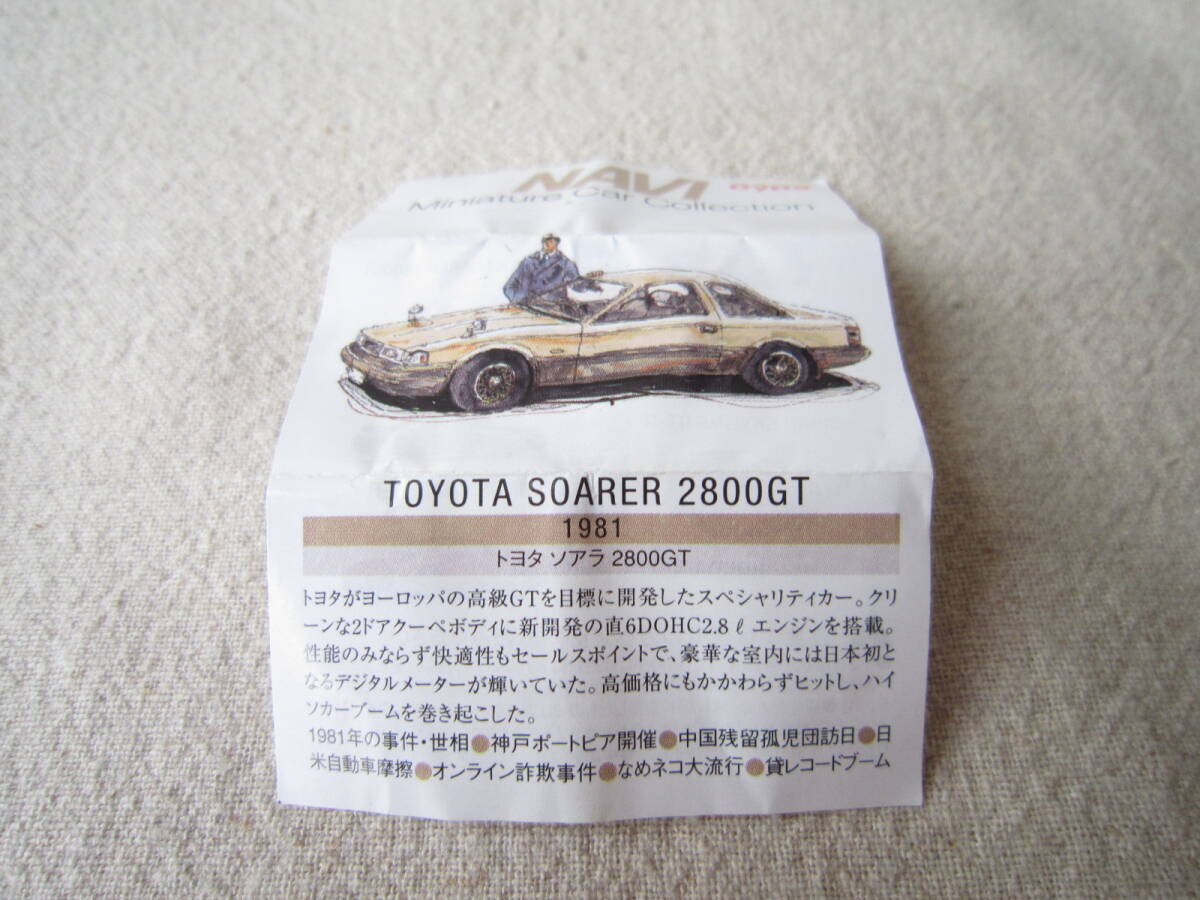 NAVI
Miniature Car Collection
TOYOTA SOARER 2800GT
1981
トヨタ ソアラ 2800GT
トヨタがヨーロッパの高級GTを目標に開発したスペシャリティカー。クリ
ーンな2ドアクーペボディに新開発の直6DOHC2.8ℓエンジンを搭載。
性能のみならず快適性もセールスポイントで、豪華な室内には日本初と
なるデジタルメーターが輝いていた。高価格にもかかわらずヒットし、ハイ
ソカーブームを巻き起こした。
1981年の事件・世相●神戸ポートピア開催●中国残留孤児団訪日●日
米自動車摩擦●オンライン詐欺事件●なめネコ大流行●貸レコードブーム